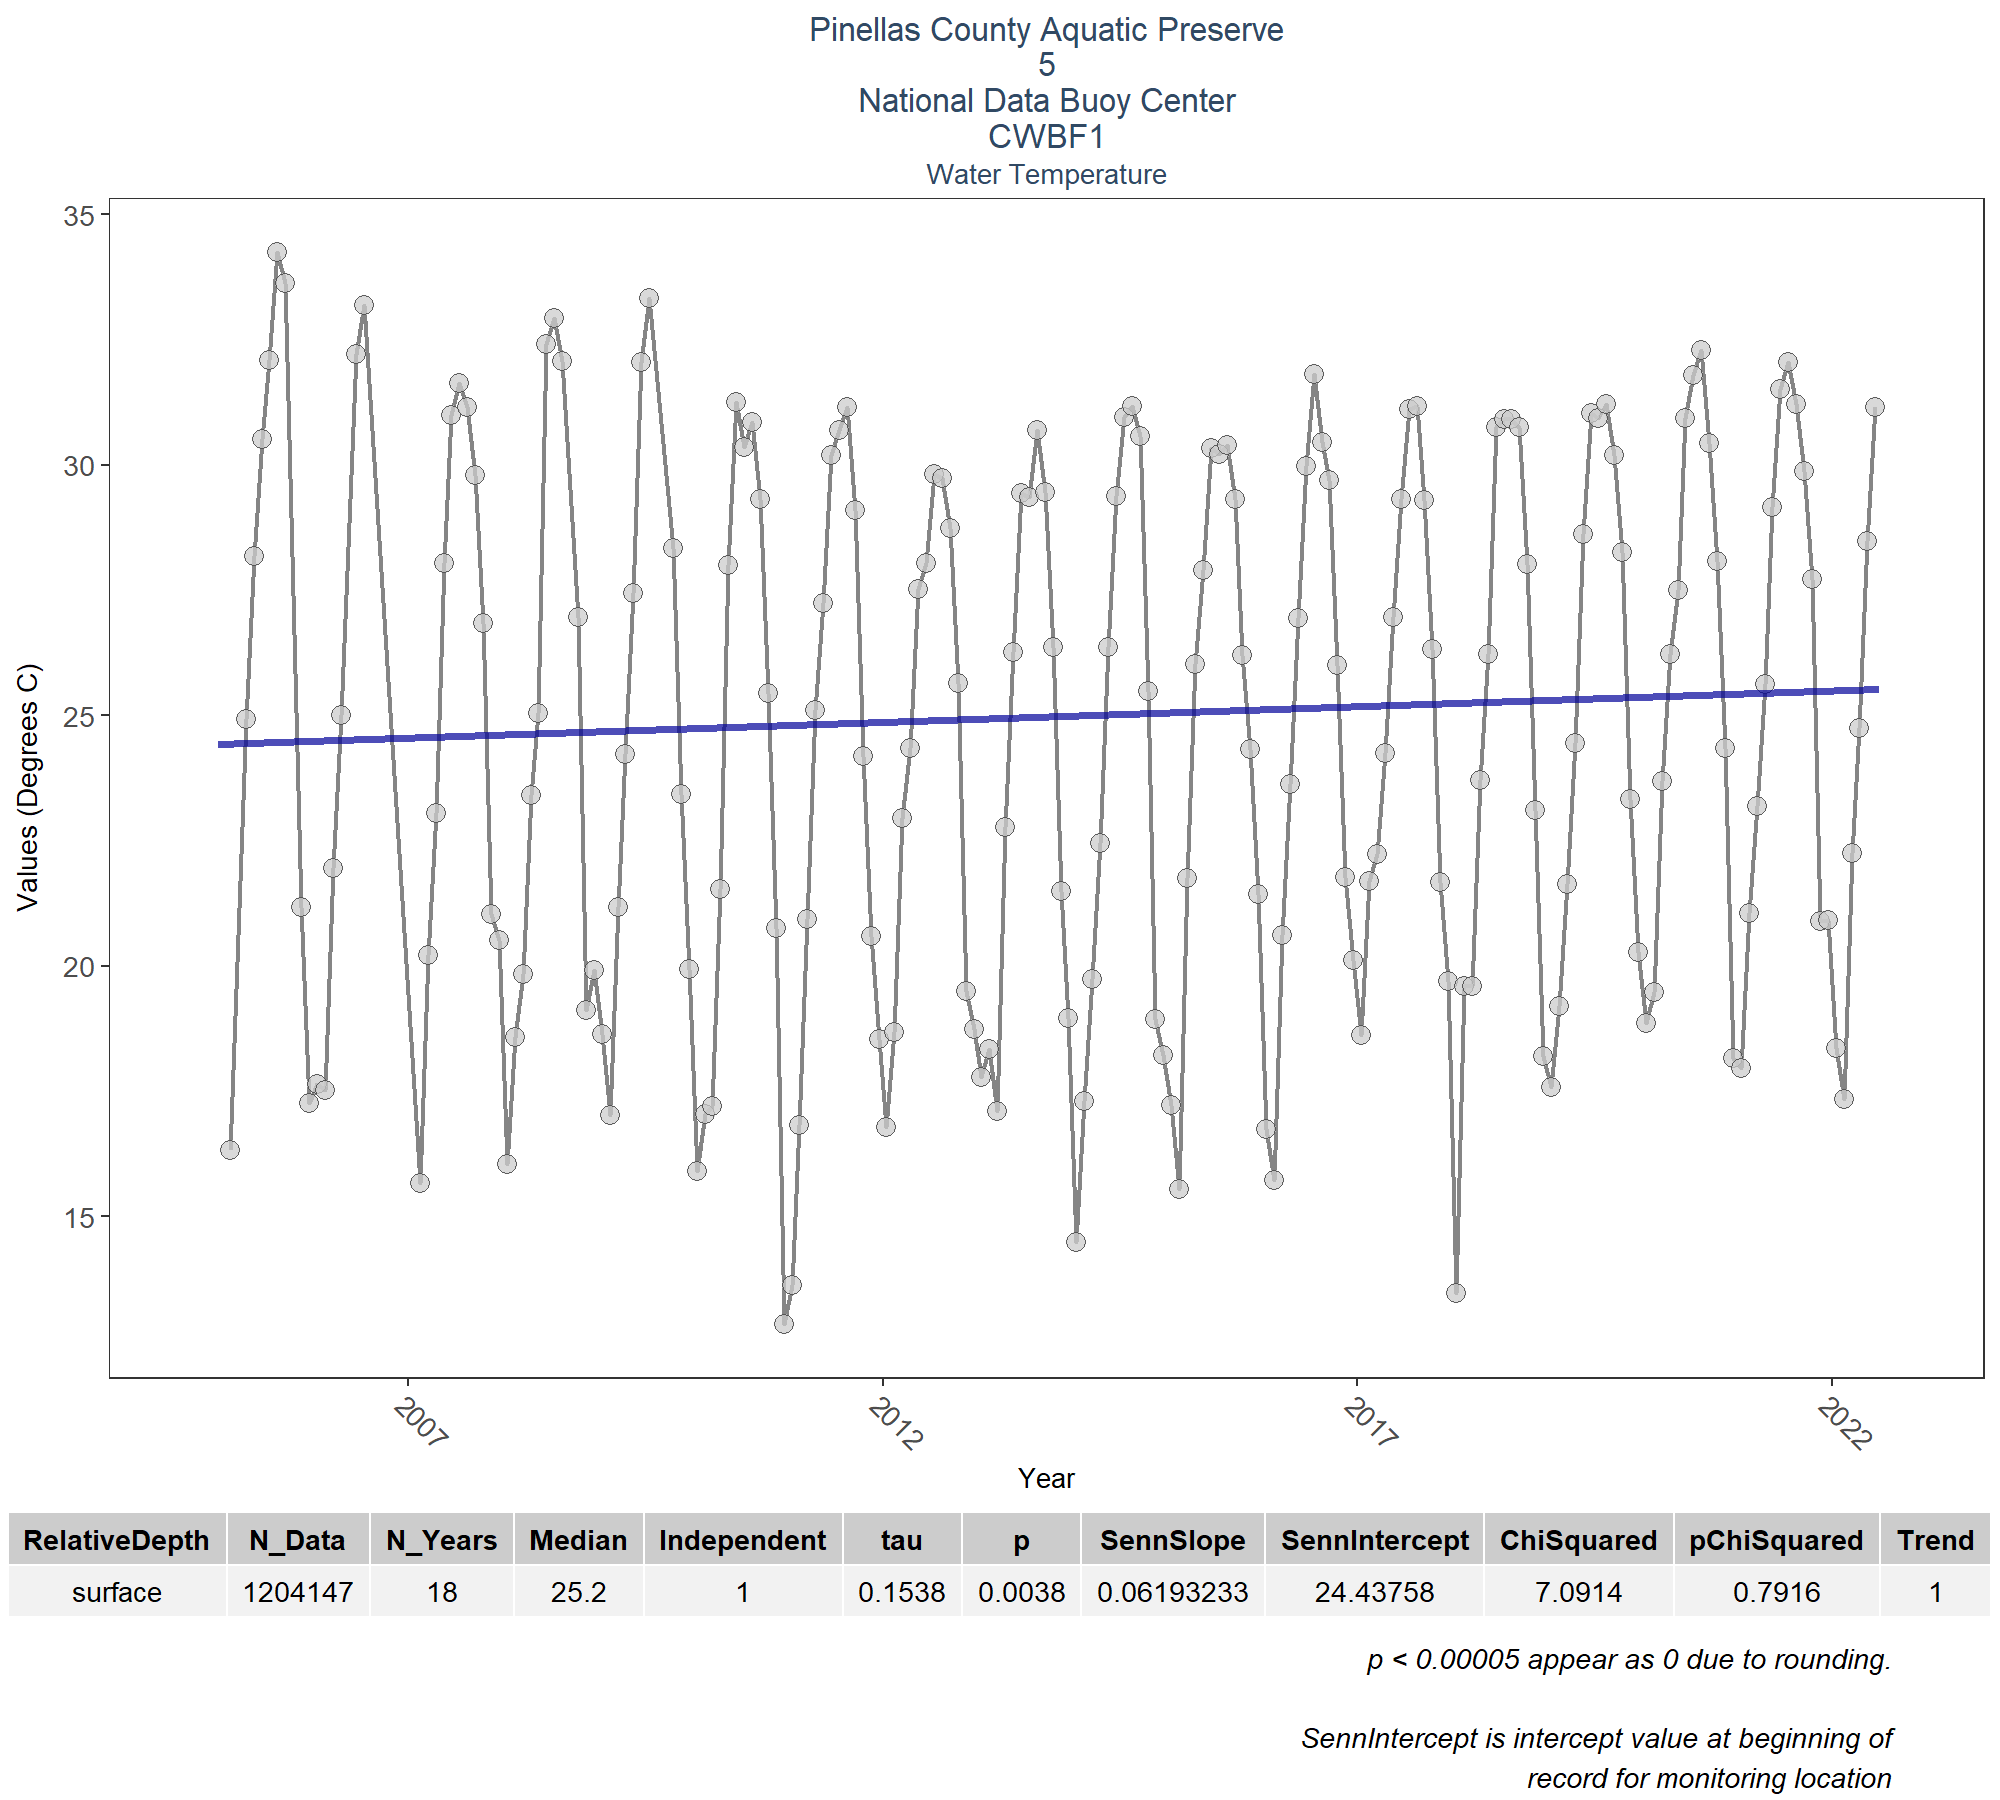 Pinellas County Aquatic Preserve
5
National Data Buoy Center
CWBF1
Water Temperature
35
30
25
20
15
Values (Degrees C)
2007 2012 2017 2022
Year
RelativeDepth N_Data N_Years Median Independent tau p SennSlope SennIntercept ChiSquared pChiSquared Trend
surface 1204147 18 25.2 1 0.1538 0.0038 0.06193233 24.43758 7.0914 0.7916 1
p < 0.00005 appear as 0 due to rounding.
SennIntercept is intercept value at beginning of
record for monitoring location